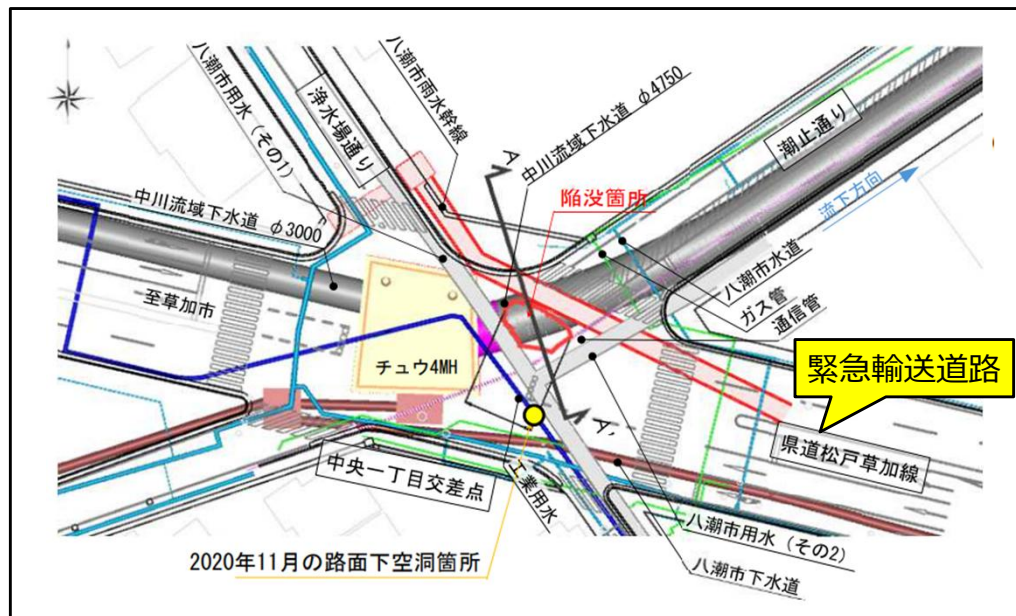 八潮市用水（その1）
浄水場通り
八潮市雨水幹線
中川流域下水道 φ4750
A
潮止通り
陥没箇所
流下方向
中川流域下水道 φ3000
至草加市
八潮市水道
ガス管
通信管
チュウ4MH
緊急輸送道路
A'
県道松戸草加線
中央一丁目交差点
工業用水
八潮市用水（その2）
2020年11月の路面下空洞箇所
八潮市下水道